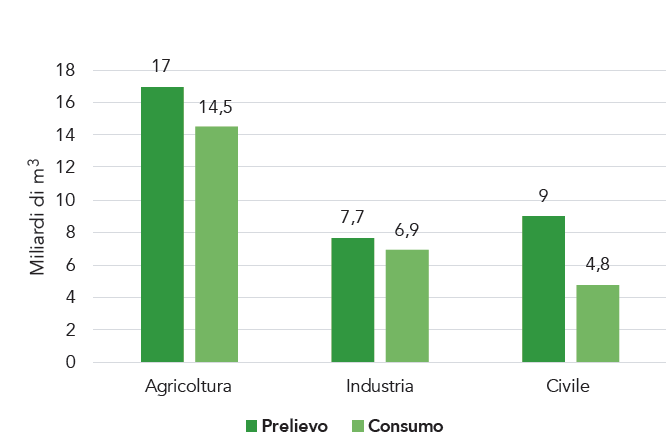 Miliardi di m³
18
16
14
12
10
8
6
4
2
0
17
14,5
7,7
6,9
9
4,8
Agricoltura
Industria
Civile
Prelievo
Consumo